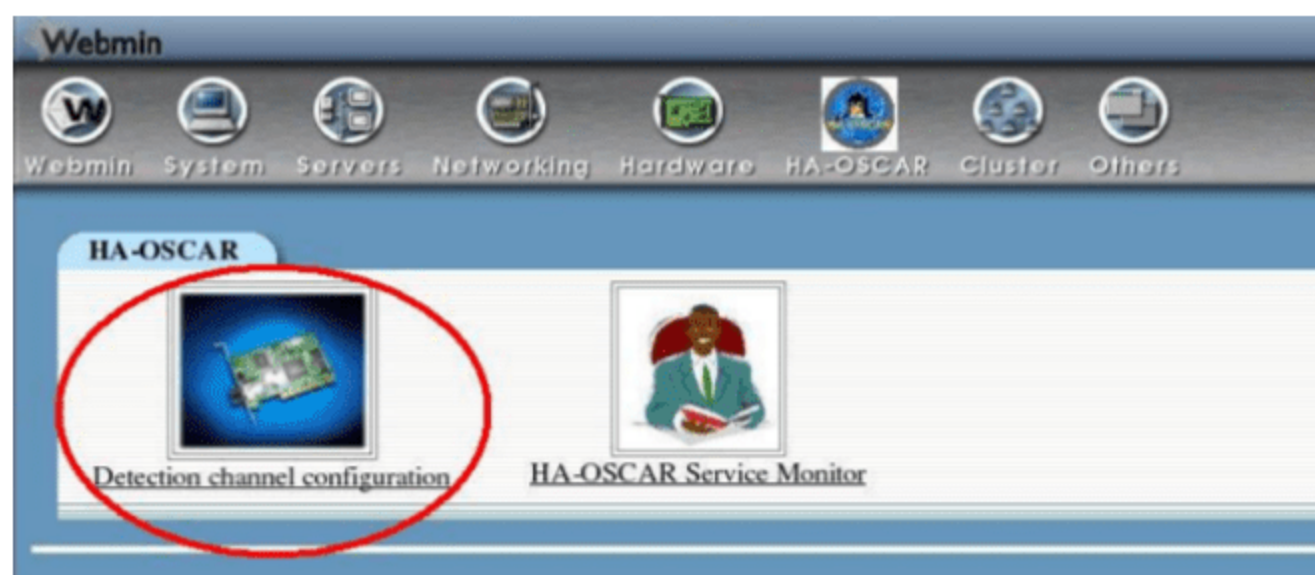 Webmin
Webmin System Servers Networking Hardware HA-OSCAR Cluster Others
HA-OSCAR
Detection channel configuration HA-OSCAR Service Monitor